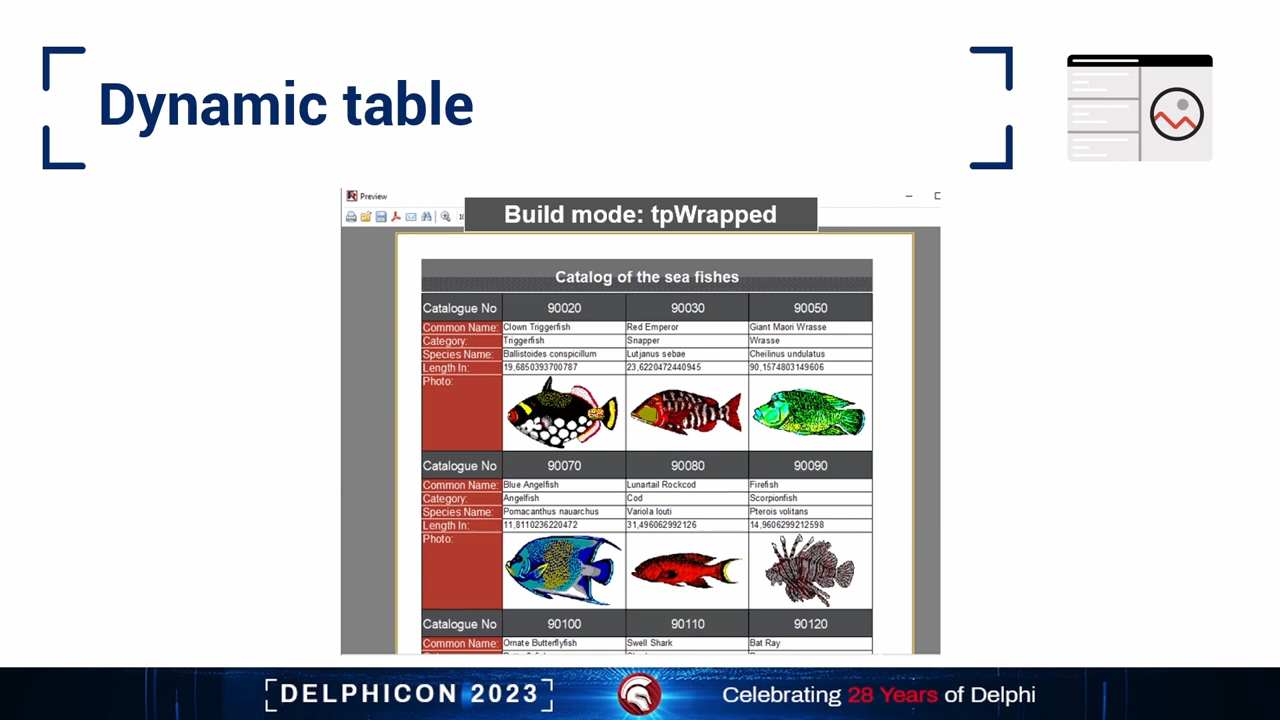 Dynamic table
Preview
Build mode: tpWrapped
Catalog of the sea fishes
Catalogue No 90020 90030 90050
Common Name: Clown Triggerfish Red Emperor Giant Maori Wrasse
Category: Triggerfish Snapper Wrasse
Species Name: Ballistoides conspicillum Lutjanus sebae Cheilinus undulatus
Length In: 19,6850393700787 23,6220472440945 90,1574803149606
Photo:
Catalogue No 90070 90080 90090
Common Name: Blue Angelfish Lunartail Rockcod Firefish
Category: Angelfish Cod Scorpionfish
Species Name: Pomacanthus nauarchus Variola louti Pterois volitans
Length In: 11,8110236220472 31,496062992126 14,9606299212598
Photo:
Catalogue No 90100 90110 90120
Common Name: Ornate Butterflyfish Swell Shark Bat Ray
DELPHICON 2023
Celebrating 28 Years of Delphi